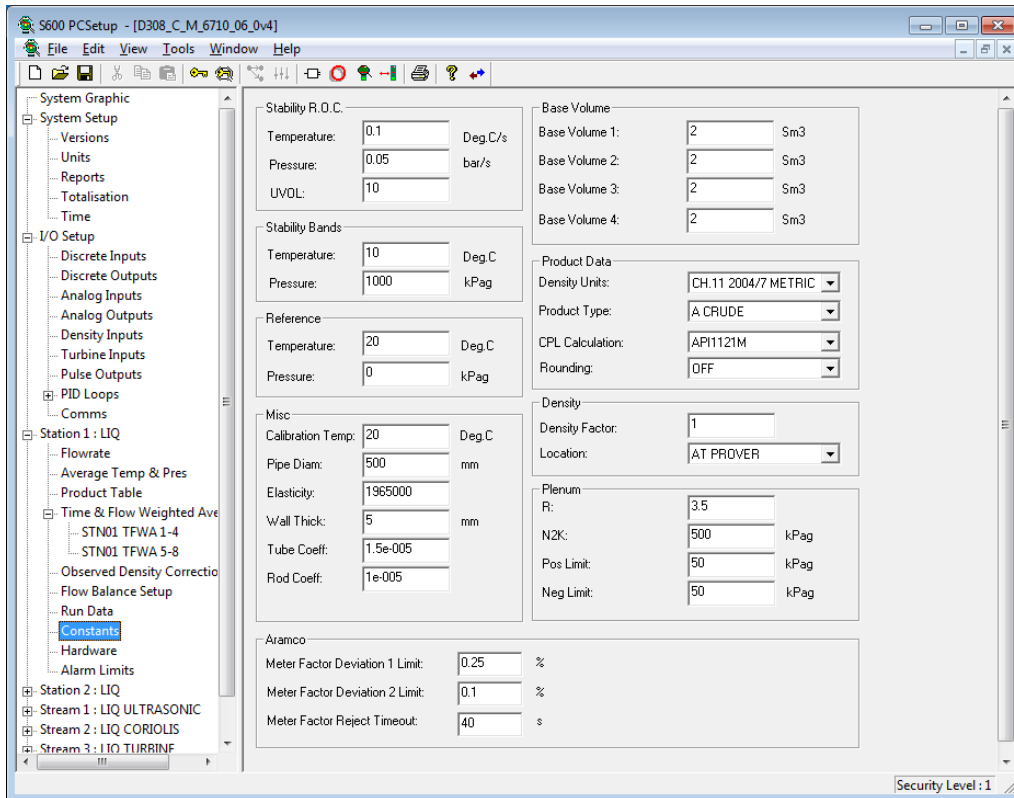 S600 PCSetup - [D308_C_M_6710_06_0v4]
File Edit View Tools Window Help
System Graphic
System Setup
Versions
Units
Reports
Totalisation
Time
I/O Setup
Discrete Inputs
Discrete Outputs
Analog Inputs
Analog Outputs
Density Inputs
Turbine Inputs
Pulse Outputs
PID Loops
Comms
Station 1 : LIQ
Flowrate
Average Temp & Pres
Product Table
Time & Flow Weighted Ave
STN01 TFWA 1-4
STN01 TFWA 5-8
Observed Density Correctio
Flow Balance Setup
Run Data
Constants
Hardware
Alarm Limits
Station 2 : LIQ
Stream 1 : LIQ ULTRASONIC
Stream 2 : LIQ CORIOLIS
Stream 3 : LIQ TURBINE
Stability R.O.C.
Temperature: 0.1 Deg.C/s
Pressure: 0.05 bar/s
UVOL: 10
Stability Bands
Temperature: 10 Deg.C
Pressure: 1000 kPag
Reference
Temperature: 20 Deg.C
Pressure: 0 kPag
Misc
Calibration Temp: 20 Deg.C
Pipe Diam: 500 mm
Elasticity: 1965000
Wall Thick: 5 mm
Tube Coeff: 1.5e-005
Rod Coeff: 1e-005
Base Volume
Base Volume 1: 2 Sm3
Base Volume 2: 2 Sm3
Base Volume 3: 2 Sm3
Base Volume 4: 2 Sm3
Product Data
Density Units: CH.11 2004/7 METRIC
Product Type: A CRUDE
CPL Calculation: API1121M
Rounding: OFF
Density
Density Factor: 1
Location: AT PROVER
Plenum
R: 3.5
N2K: 500 kPag
Pos Limit: 50 kPag
Neg Limit: 50 kPag
Aramco
Meter Factor Deviation 1 Limit: 0.25 %
Meter Factor Deviation 2 Limit: 0.1 %
Meter Factor Reject Timeout: 40 s
Security Level : 1